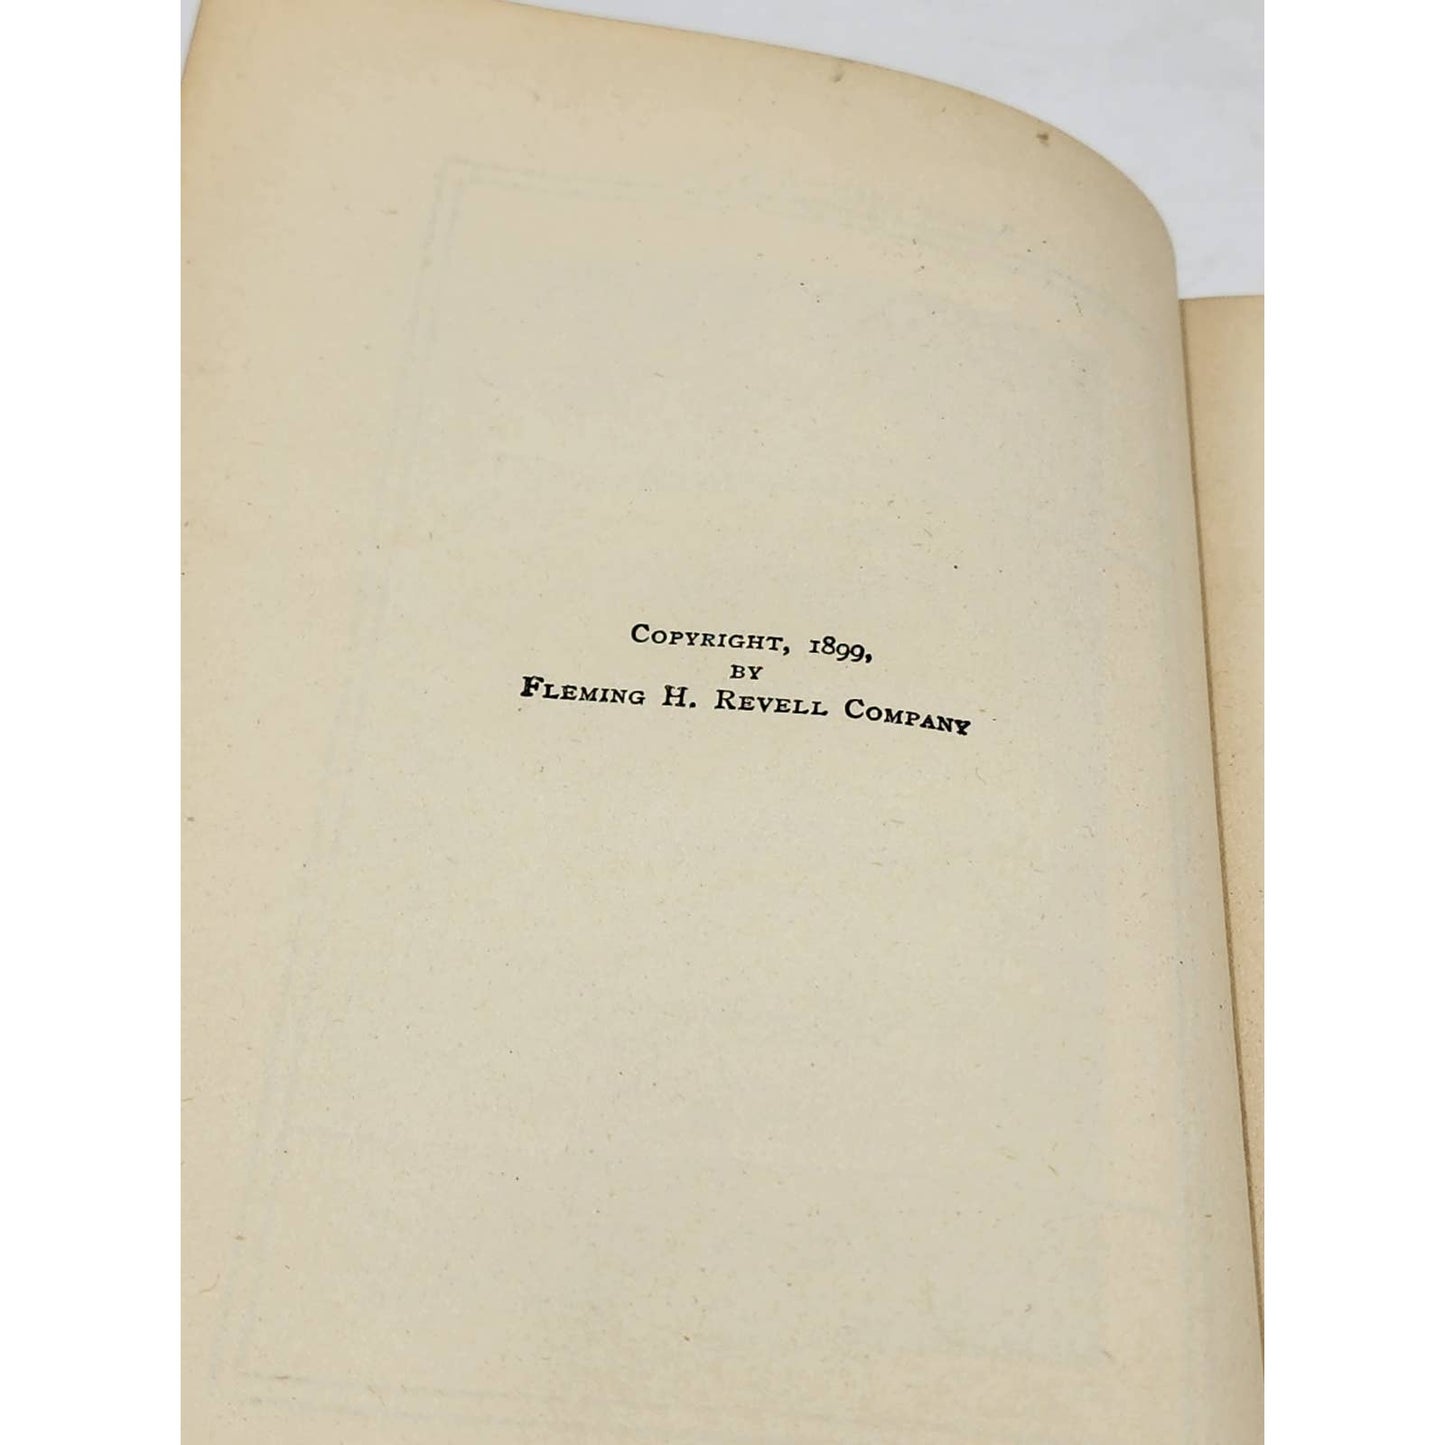 Copyright, 1899,
by
Fleming H. Revell Company